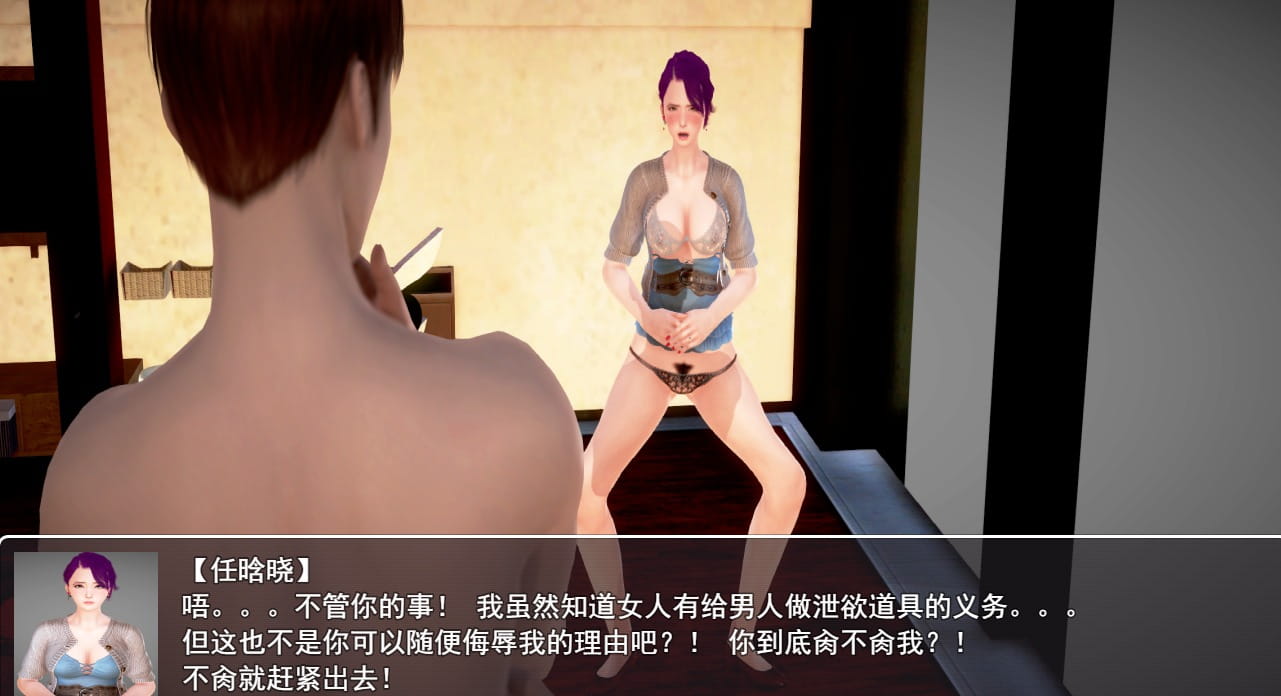 【任晗晓】
唔。。。不管你的事！ 我虽然知道女人有给男人做泄欲道具的义务。。。
但这也不是你可以随便侮辱我的理由吧？！ 你到底肏不肏我？！
不肏就赶紧出去！